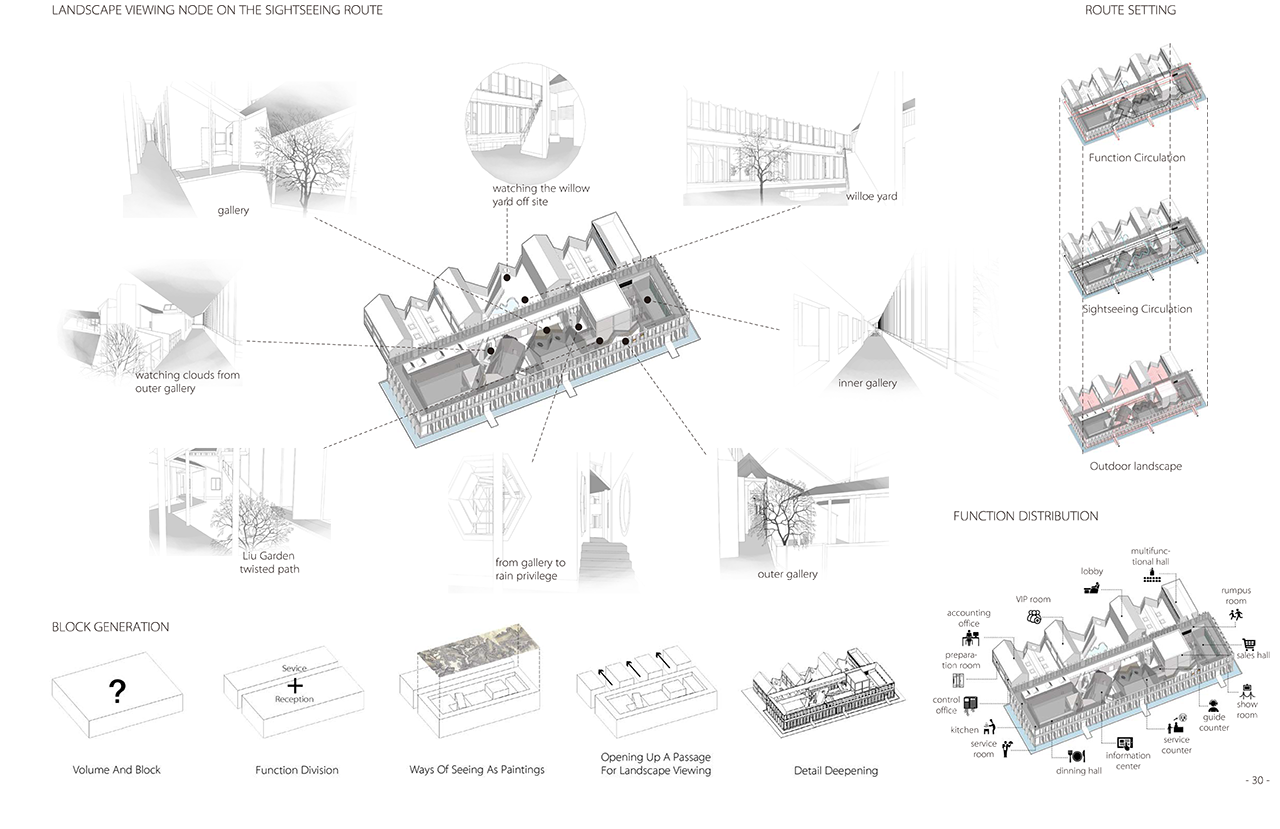 LANDSCAPE VIEWING NODE ON THE SIGHTSEEING ROUTE
ROUTE SETTING
gallery
watching the willow
yard off site
willoe yard
watching clouds from
outer gallery
inner gallery
Liu Garden
twisted path
from gallery to
rain privilege
outer gallery
Function Circulation
Sightseeing Circulation
Outdoor landscape
BLOCK GENERATION
?
Volume And Block
Sevice
+
Reception
Function Division
Ways Of Seeing As Paintings
Opening Up A Passage
For Landscape Viewing
Detail Deepening
FUNCTION DISTRIBUTION
multifunc-
tional hall
lobby
VIP room
rumpus
room
accounting
office
prepara-
tion room
sales hall
control
office
show
room
kitchen
guide
counter
service
room
service
counter
information
center
dinning hall
- 30 -